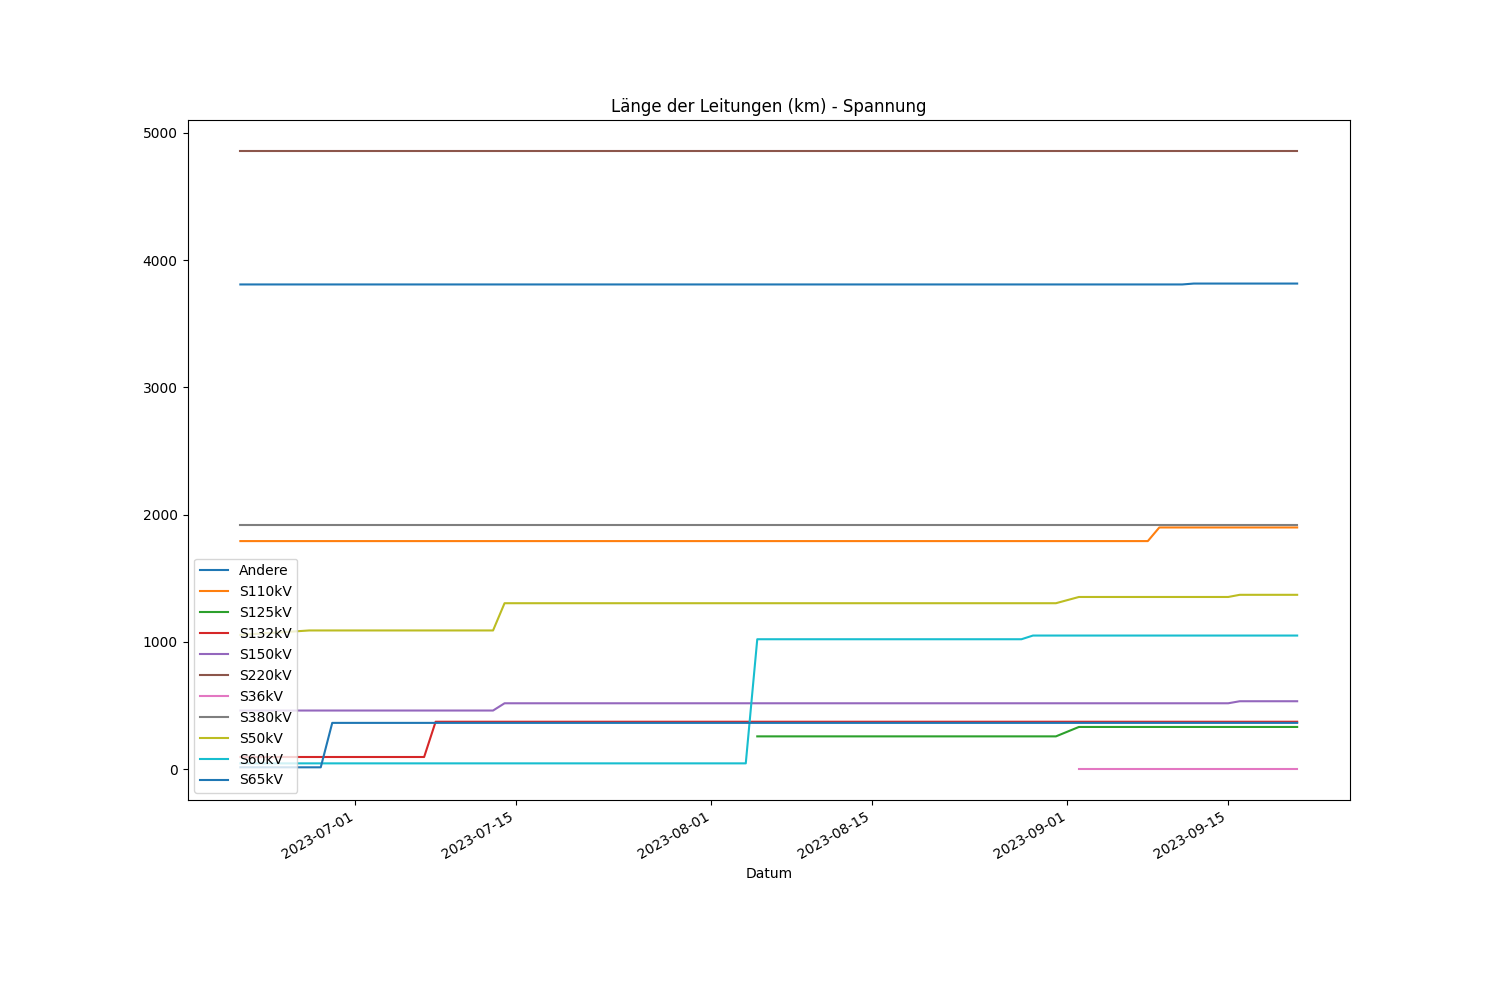 Länge der Leitungen (km) - Spannung
5000
4000
3000
2000
1000
0
Andere
S110kV
S125kV
S132kV
S150kV
S220kV
S36kV
S380kV
S50kV
S60kV
S65kV
2023-07-01
2023-07-15
2023-08-01
2023-08-15
2023-09-01
2023-09-15
Datum